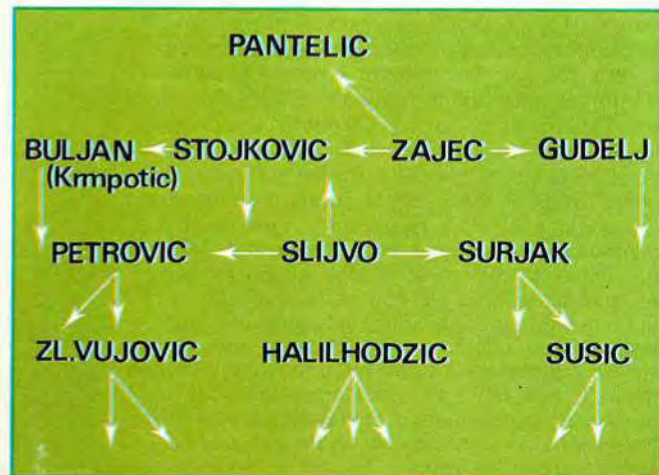 PANTELIC
BULJAN STOJKOVIC ZAJEC GUDELJ
(Krmpotic)
PETROVIC SLIJVO SURJAK
ZL.VUJOVIC HALILHODZIC SUSIC